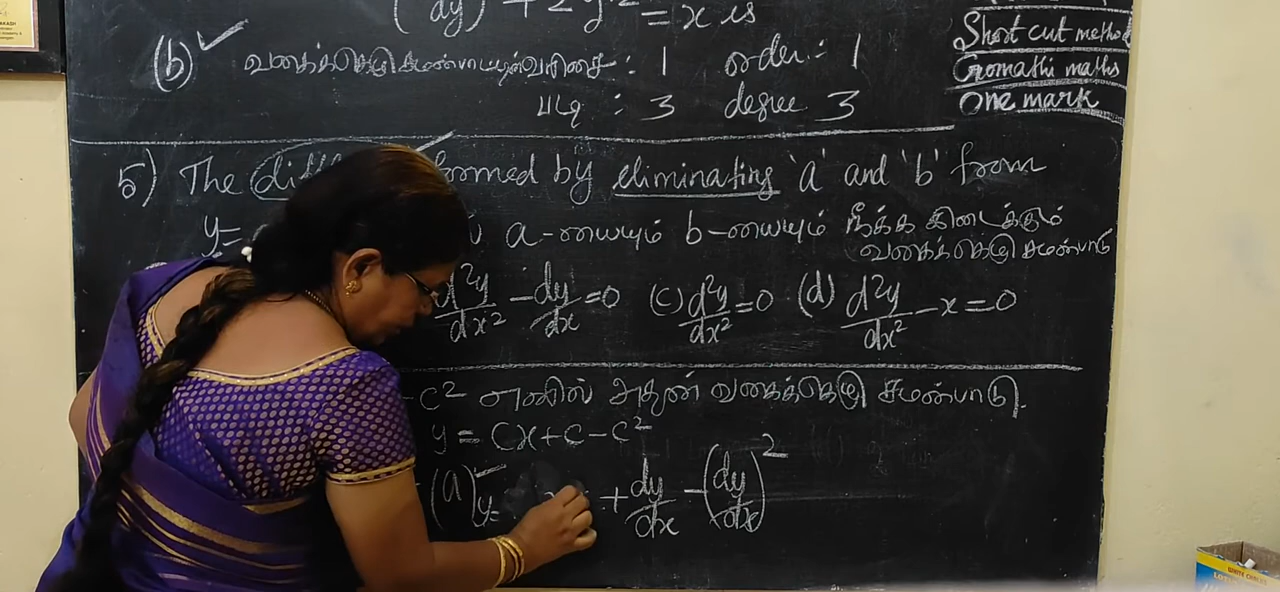 (dy) + 2y² = x is
Short cut method
Gomathi maths
One mark
(b) வகைக்கெழு சமன்பாட்டின் வரிசை : 1 order : 1
படி : 3 degree 3
5) The formed by eliminating 'a' and 'b' from
y= a-யையும் b-யையும் நீக்க கிடைக்கும்
வகைக்கெழு சமன்பாடு
d²y/dx² - dy/dx = 0 (c) d²y/dx² = 0 (d) d²y/dx² - x = 0
-c² எனில் அதன் வகைக்கெழு சமன்பாடு.
y = Cx+c-c²
(a) y= + dy/dx - (dy/dx)²